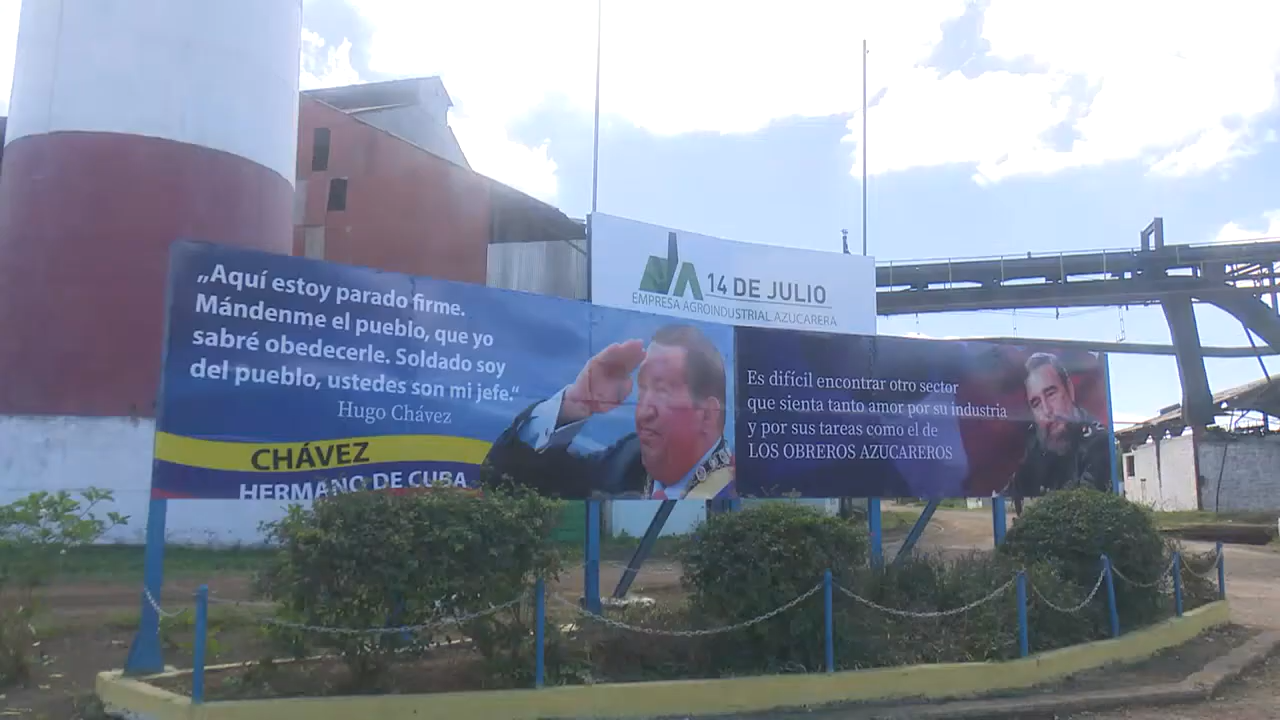 „Aquí estoy parado firme.
Mándenme el pueblo, que yo
sabré obedecerle. Soldado soy
del pueblo, ustedes son mi jefe.“
Hugo Chávez
CHÁVEZ
HERMANO DE CUBA
14 DE JULIO
EMPRESA AGROINDUSTRIAL AZUCARERA
Es difícil encontrar otro sector
que sienta tanto amor por su industria
y por sus tareas como el de
LOS OBREROS AZUCAREROS